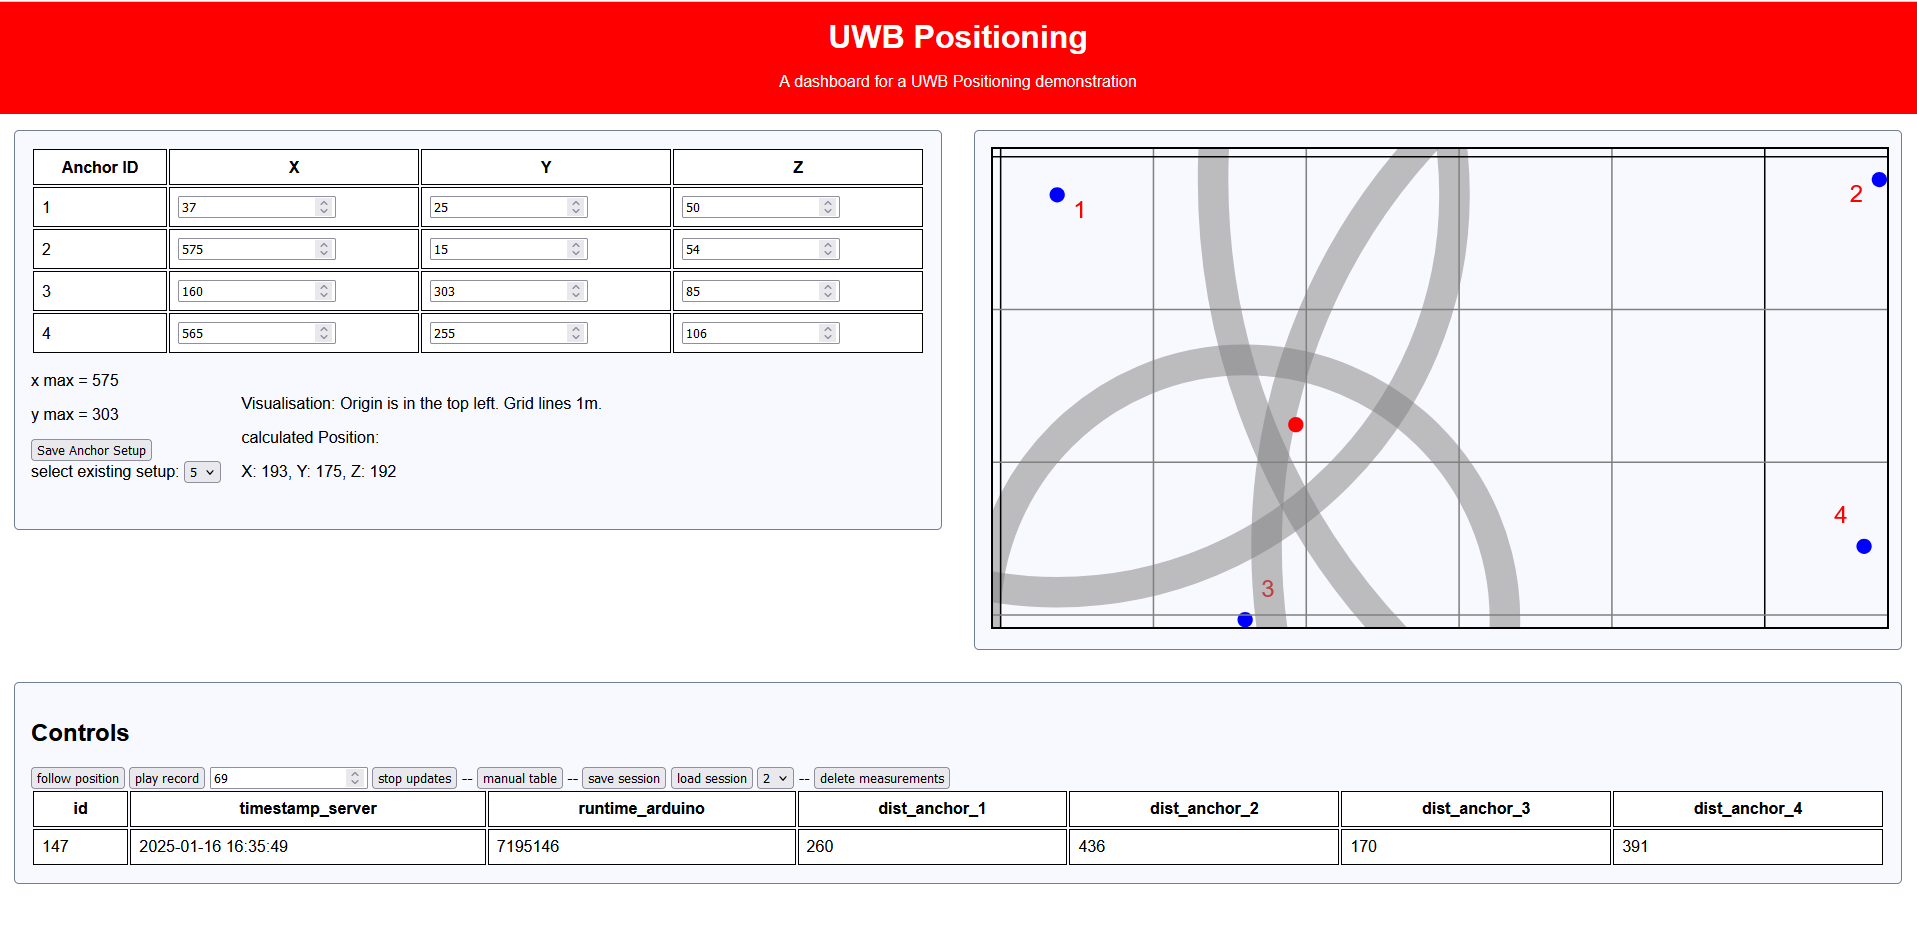 UWB Positioning
A dashboard for a UWB Positioning demonstration
Anchor ID X Y Z
1 37 25 50
2 575 15 54
3 160 303 85
4 565 255 106
x max = 575
y max = 303
Save Anchor Setup
select existing setup: 5
Visualisation: Origin is in the top left. Grid lines 1m.
calculated Position:
X: 193, Y: 175, Z: 192
1
2
3
4
Controls
follow position play record 69 stop updates -- manual table -- save session load session 2 -- delete measurements
id timestamp_server runtime_arduino dist_anchor_1 dist_anchor_2 dist_anchor_3 dist_anchor_4
147 2025-01-16 16:35:49 7195146 260 436 170 391